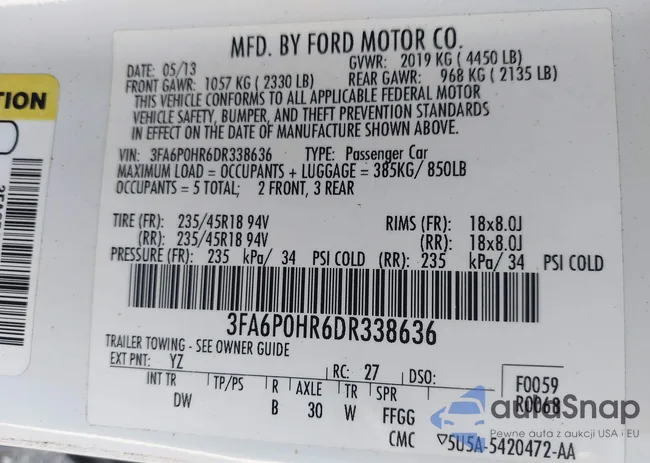 MFD. BY FORD MOTOR CO.
DATE: 05/13 GVWR: 2019 KG ( 4450 LB)
FRONT GAWR: 1057 KG ( 2330 LB) REAR GAWR: 968 KG ( 2135 LB)
THIS VEHICLE CONFORMS TO ALL APPLICABLE FEDERAL MOTOR
VEHICLE SAFETY, BUMPER, AND THEFT PREVENTION STANDARDS
IN EFFECT ON THE DATE OF MANUFACTURE SHOWN ABOVE.
VIN: 3FA6P0HR6DR338636 TYPE: Passenger Car
MAXIMUM LOAD = OCCUPANTS + LUGGAGE = 385KG/ 850LB
OCCUPANTS = 5 TOTAL; 2 FRONT, 3 REAR
TIRE (FR): 235/45R18 94V RIMS (FR): 18x8.0J
(RR): 235/45R18 94V (RR): 18x8.0J
PRESSURE (FR): 235 kPa/ 34 PSI COLD (RR): 235 kPa/ 34 PSI COLD
3FA6P0HR6DR338636
TRAILER TOWING - SEE OWNER GUIDE
EXT PNT: YZ RC: 27 DSO: F0059
INT TR TP/PS R AXLE TR SPR R0068
DW B 30 W FFGG
CMC 5U5A-5420472-AA
autoSnap
Pewne auta z aukcji USA i EU